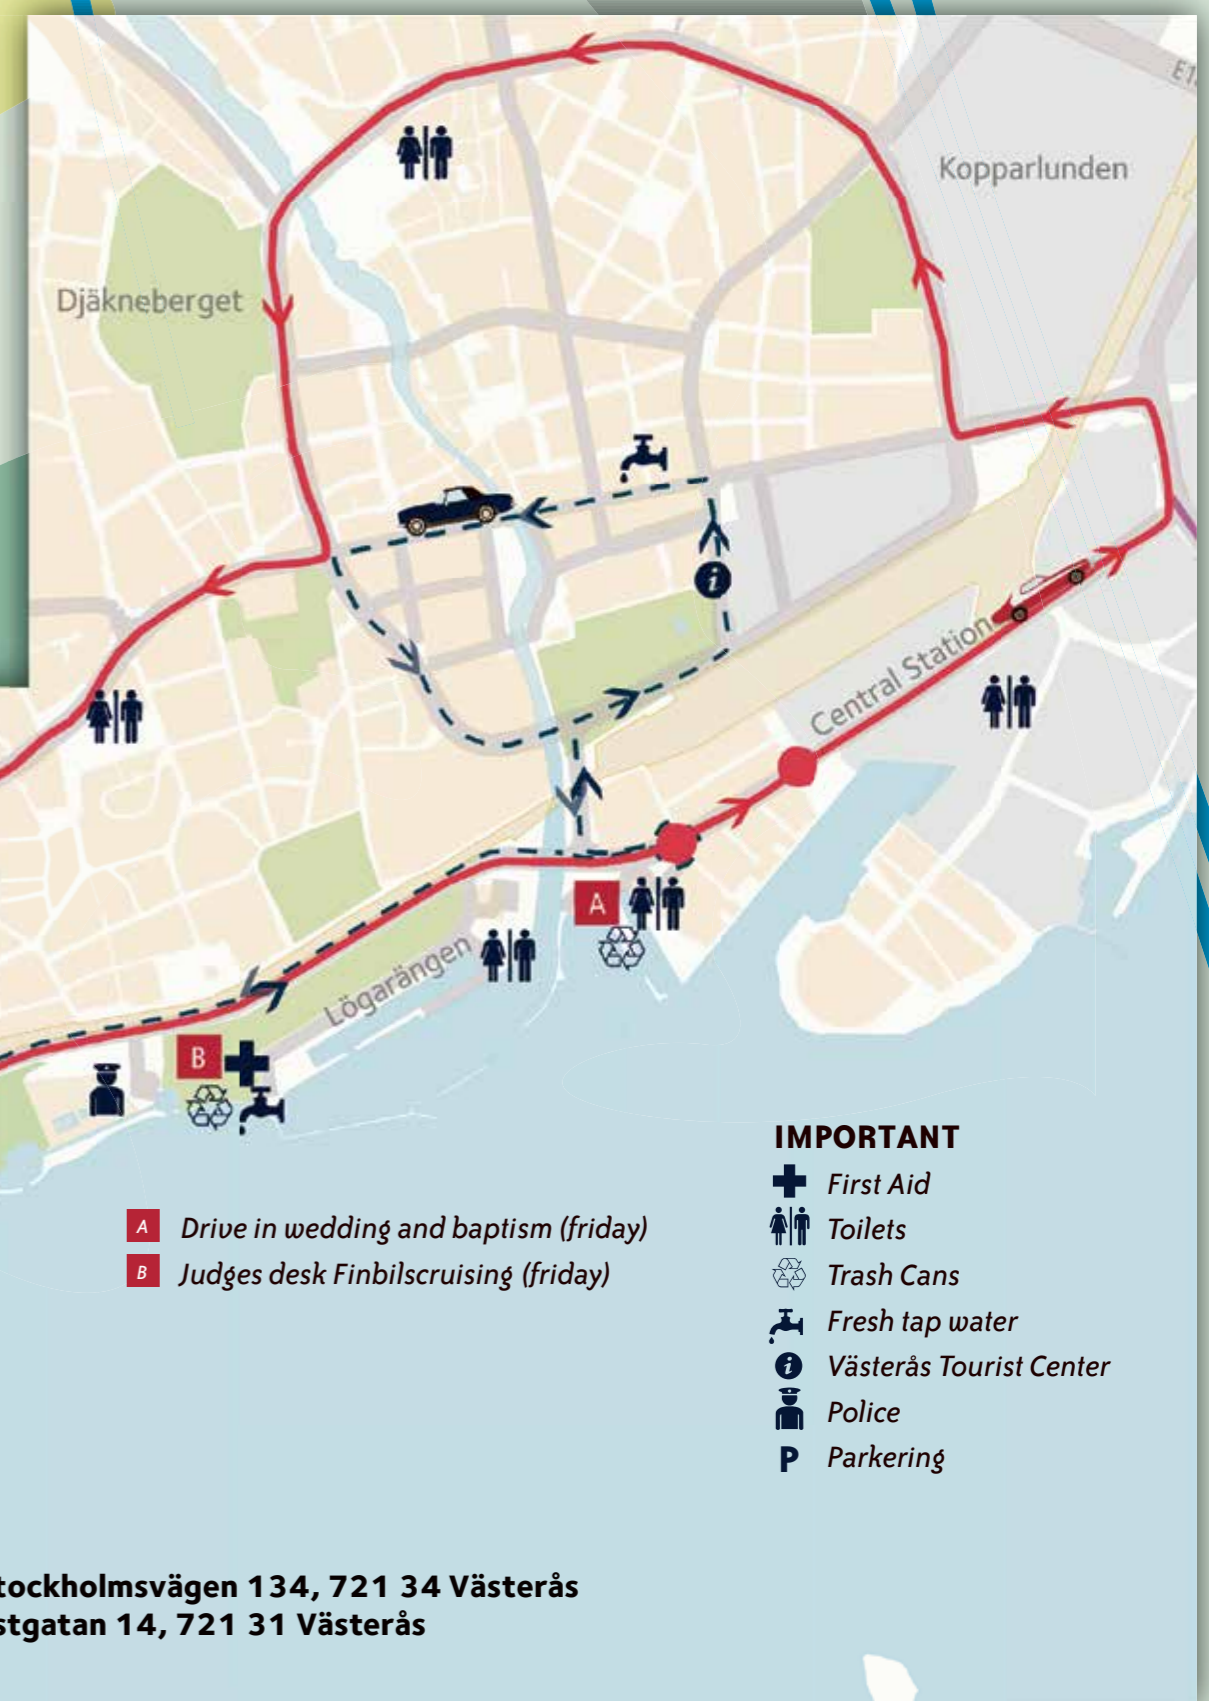 E1
Kopparlunden
Djäkneberget
i
Central Station
A
Lögarängen
B
IMPORTANT
First Aid
A Drive in wedding and baptism (friday)
Toilets
B Judges desk Finbilscruising (friday)
Trash Cans
Fresh tap water
i Västerås Tourist Center
Police
P Parkering
tockholmsvägen 134, 721 34 Västerås
stgatan 14, 721 31 Västerås